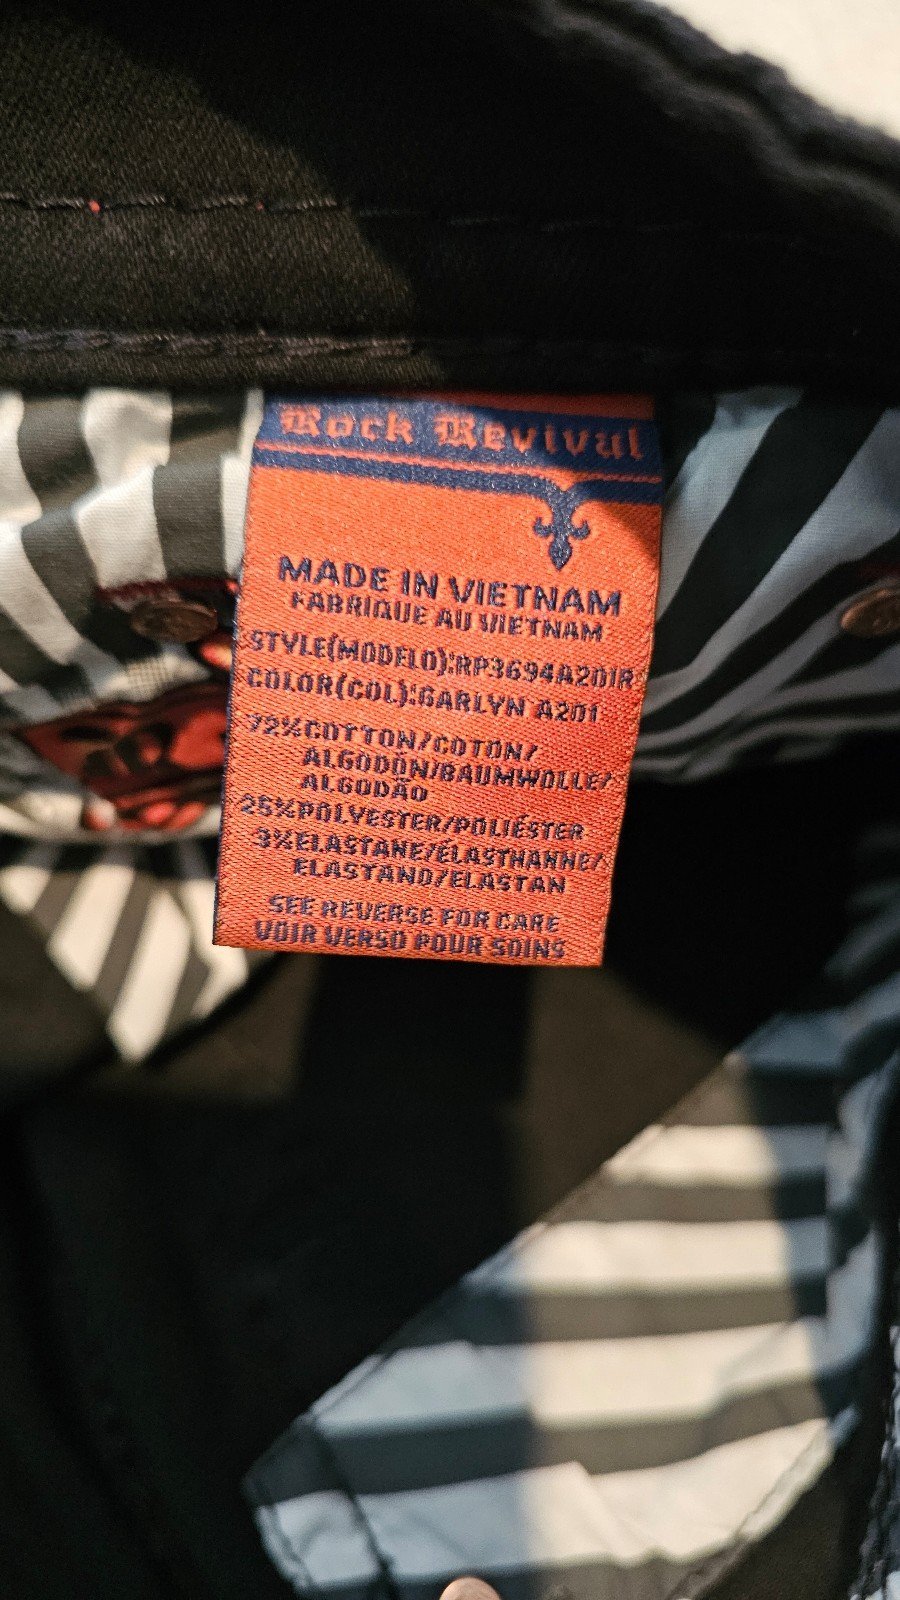 Rock Revival
MADE IN VIETNAM
FABRIQUE AU VIETNAM
STYLE(MODELO):RP3694A201R
COLOR(COL):GARLYN A201
72%COTTON/COTON/
ALGODÓN/BAUMWOLLE/
ALGODÃO
25%POLYESTER/POLIÉSTER
3%ELASTANE/ÉLASTHANNE/
ELASTANO/ELASTAN
SEE REVERSE FOR CARE
VOIR VERSO POUR SOINS